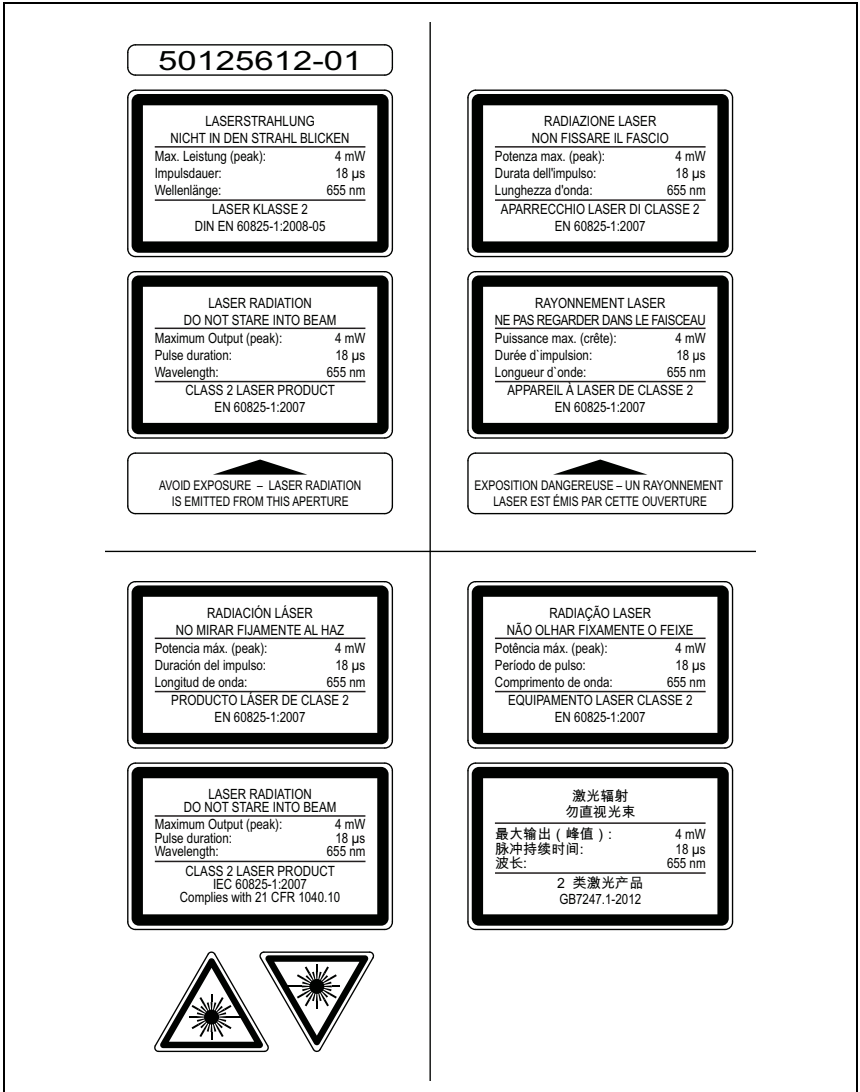 50125612-01
LASERSTRAHLUNG
NICHT IN DEN STRAHL BLICKEN
Max. Leistung (peak): 4 mW
Impulsdauer: 18 µs
Wellenlänge: 655 nm
LASER KLASSE 2
DIN EN 60825-1:2008-05
LASER RADIATION
DO NOT STARE INTO BEAM
Maximum Output (peak): 4 mW
Pulse duration: 18 µs
Wavelength: 655 nm
CLASS 2 LASER PRODUCT
EN 60825-1:2007
AVOID EXPOSURE – LASER RADIATION
IS EMITTED FROM THIS APERTURE
RADIAZIONE LASER
NON FISSARE IL FASCIO
Potenza max. (peak): 4 mW
Durata dell'impulso: 18 µs
Lunghezza d'onda: 655 nm
APARRECCHIO LASER DI CLASSE 2
EN 60825-1:2007
RAYONNEMENT LASER
NE PAS REGARDER DANS LE FAISCEAU
Puissance max. (crête): 4 mW
Durée d`impulsion: 18 µs
Longueur d`onde: 655 nm
APPAREIL À LASER DE CLASSE 2
EN 60825-1:2007
EXPOSITION DANGEREUSE – UN RAYONNEMENT
LASER EST ÉMIS PAR CETTE OUVERTURE
RADIACIÓN LÁSER
NO MIRAR FIJAMENTE AL HAZ
Potencia máx. (peak): 4 mW
Duración del impulso: 18 µs
Longitud de onda: 655 nm
PRODUCTO LÁSER DE CLASE 2
EN 60825-1:2007
LASER RADIATION
DO NOT STARE INTO BEAM
Maximum Output (peak): 4 mW
Pulse duration: 18 µs
Wavelength: 655 nm
CLASS 2 LASER PRODUCT
IEC 60825-1:2007
Complies with 21 CFR 1040.10
RADIAÇÃO LASER
NÃO OLHAR FIXAMENTE O FEIXE
Potência máx. (peak): 4 mW
Período de pulso: 18 µs
Comprimento de onda: 655 nm
EQUIPAMENTO LASER CLASSE 2
EN 60825-1:2007
激光辐射
勿直视光束
最大输出（峰值）: 4 mW
脉冲持续时间: 18 µs
波长: 655 nm
2 类激光产品
GB7247.1-2012